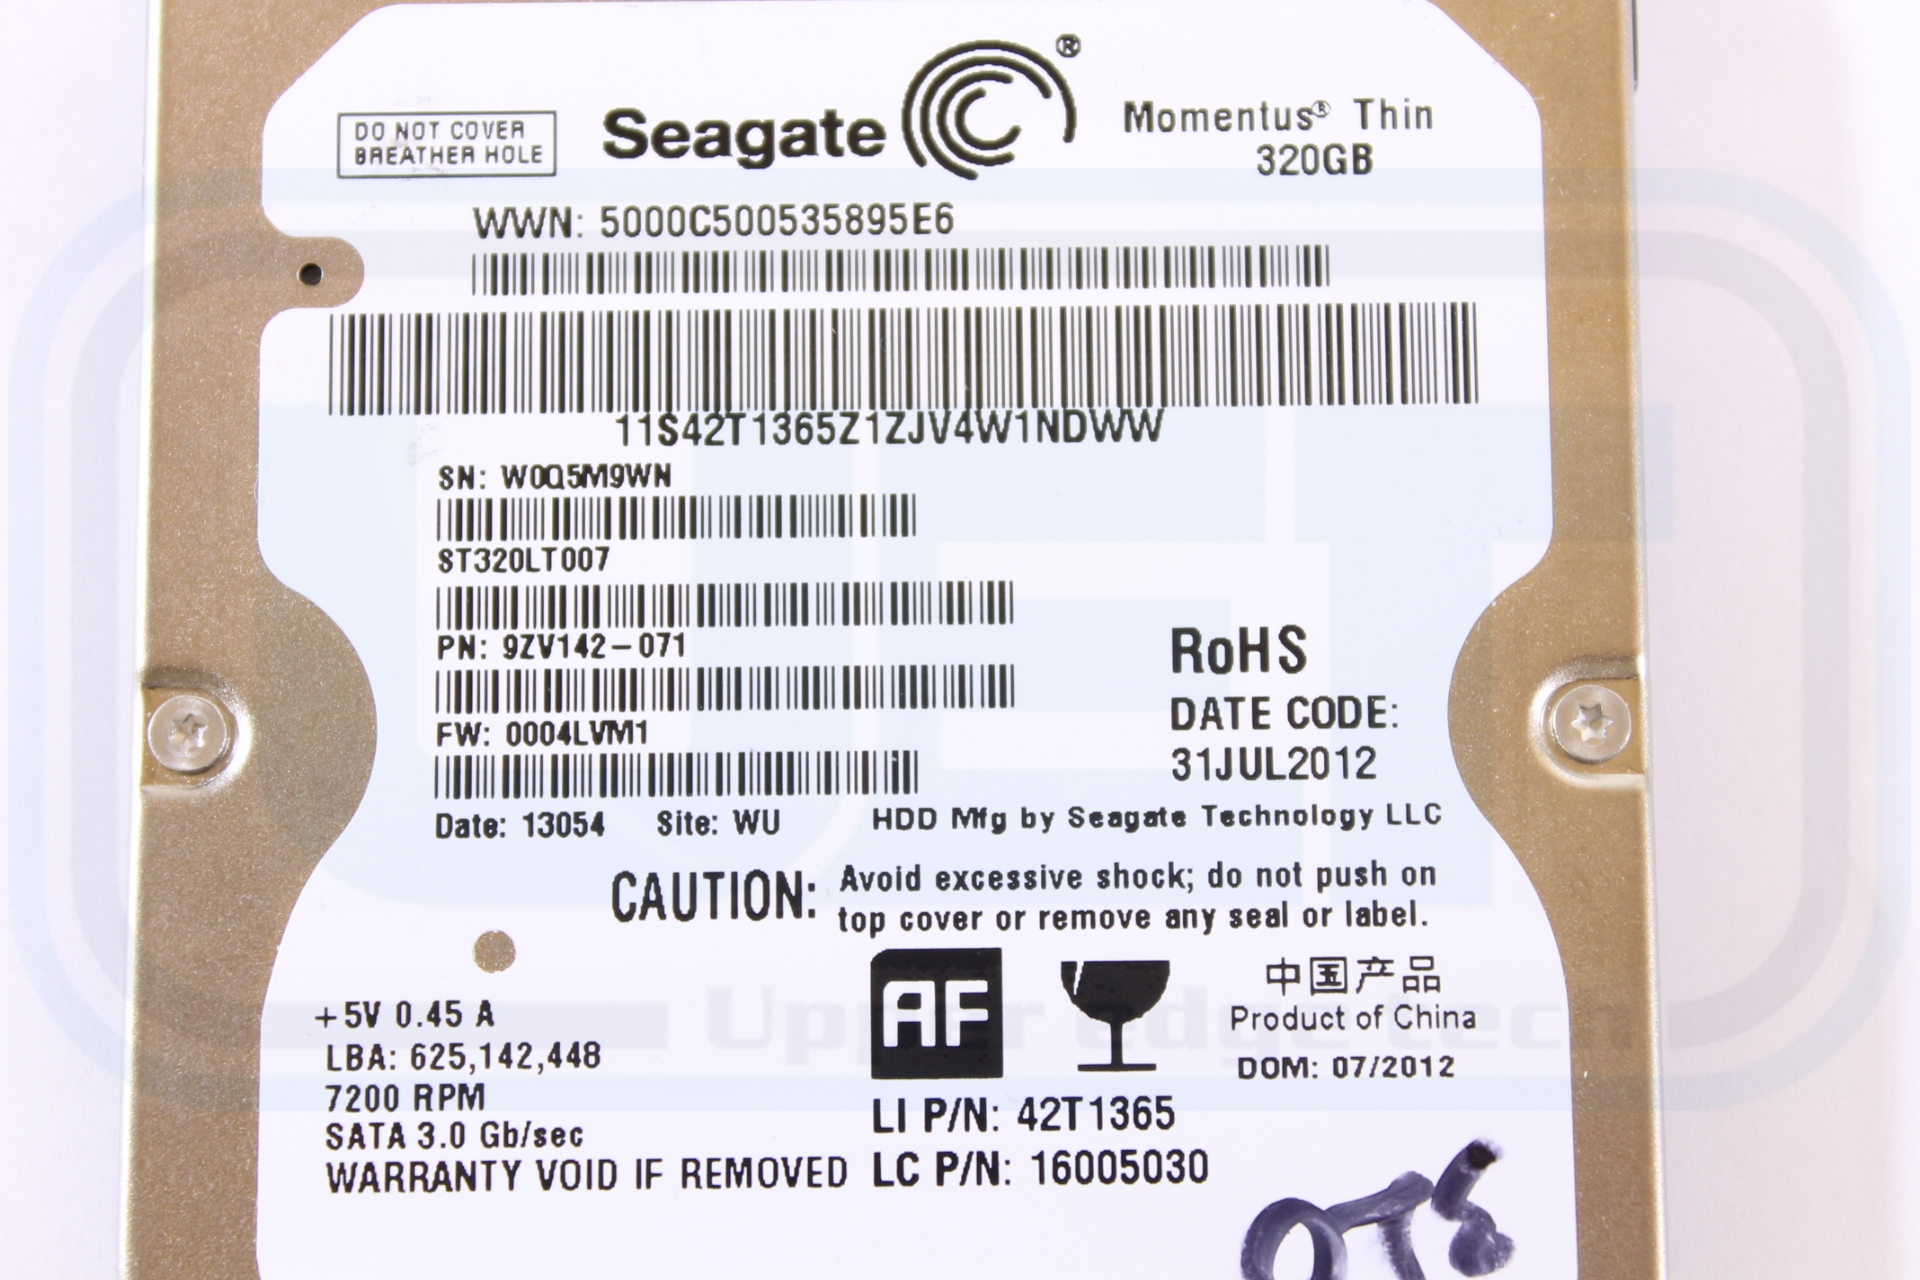 DO NOT COVER
BREATHER HOLE
Seagate®
Momentus® Thin
320GB
WWN: 5000C500535895E6
11S42T1365Z1ZJV4W1NDWW
SN: W0Q5M9WN
ST320LT007
PN: 9ZV142-071
FW: 0004LVM1
Date: 13054 Site: WU
RoHS
DATE CODE:
31JUL2012
HDD Mfg by Seagate Technology LLC
CAUTION: Avoid excessive shock; do not push on
top cover or remove any seal or label.
+5V 0.45 A
LBA: 625,142,448
7200 RPM
SATA 3.0 Gb/sec
WARRANTY VOID IF REMOVED
AF
中国产品
Product of China
DOM: 07/2012
LI P/N: 42T1365
LC P/N: 16005030
UET
Upper edge tech